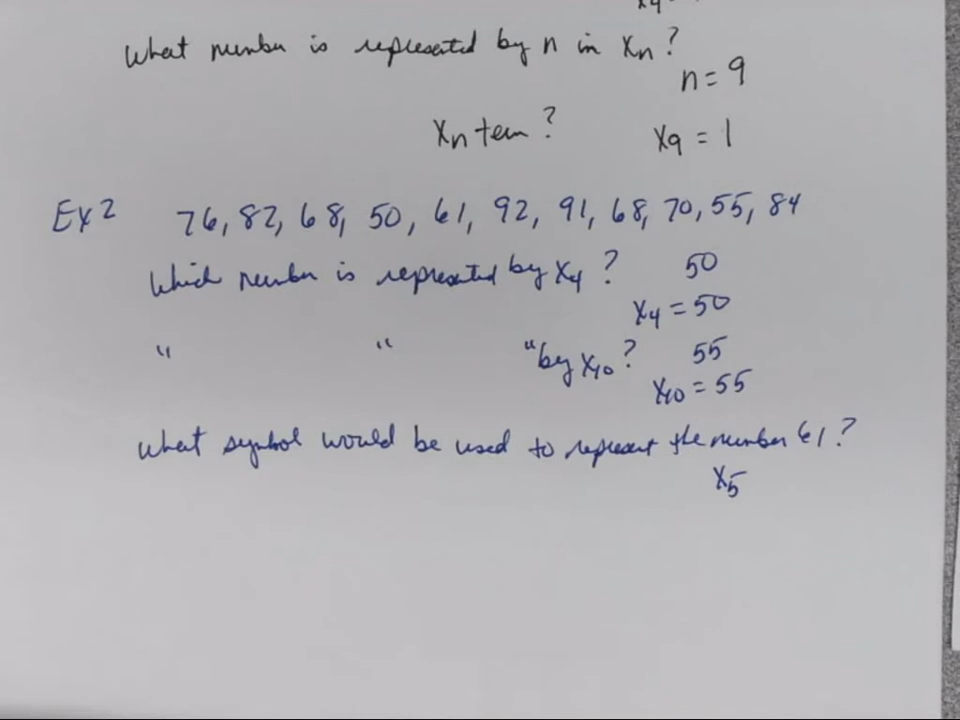 What number is represented by n in xn?
n = 9
xn term? x9 = 1
Ex 2 76, 82, 68, 50, 61, 92, 91, 68, 70, 55, 84
Which number is represented by x4? 50
x4 = 50
" " " by x10? 55
x10 = 55
What symbol would be used to represent the number 61?
x5